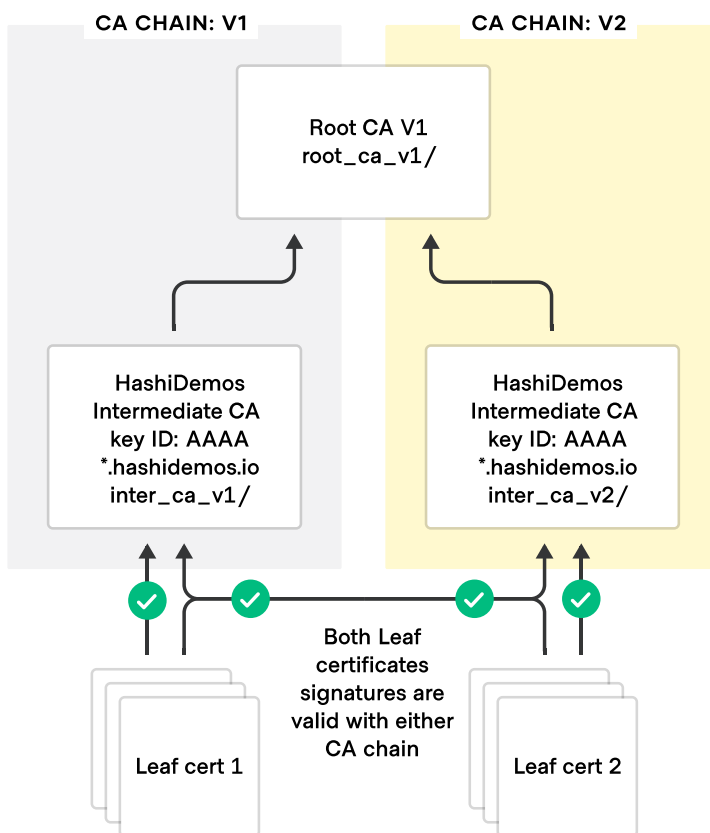 CA CHAIN: V1
CA CHAIN: V2
Root CA V1
root_ca_v1/
HashiDemos
Intermediate CA
key ID: AAAA
*.hashidemos.io
inter_ca_v1/
HashiDemos
Intermediate CA
key ID: AAAA
*.hashidemos.io
inter_ca_v2/
Both Leaf
certificates
signatures are
valid with either
CA chain
Leaf cert 1
Leaf cert 2